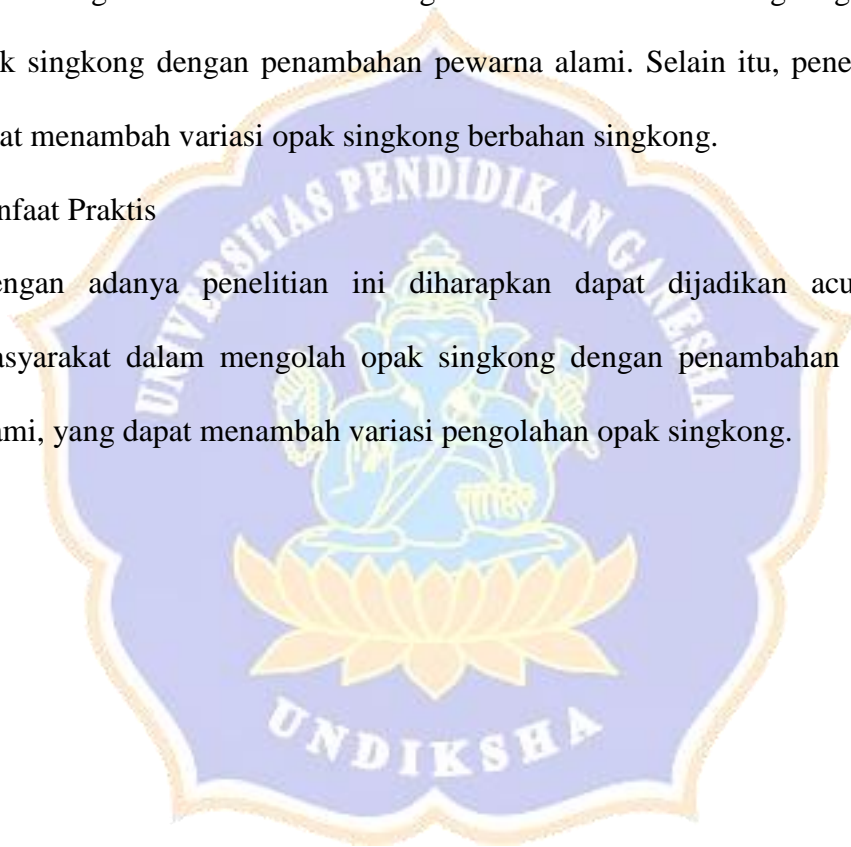 k singkong dengan penambahan pewarna alami. Selain itu, pene
at menambah variasi opak singkong berbahan singkong.
nfaat Praktis
engan adanya penelitian ini diharapkan dapat dijadikan acu
asyarakat dalam mengolah opak singkong dengan penambahan
ami, yang dapat menambah variasi pengolahan opak singkong.
UNIVERSITAS PENDIDIKAN GANESHA
UNDIKSHA